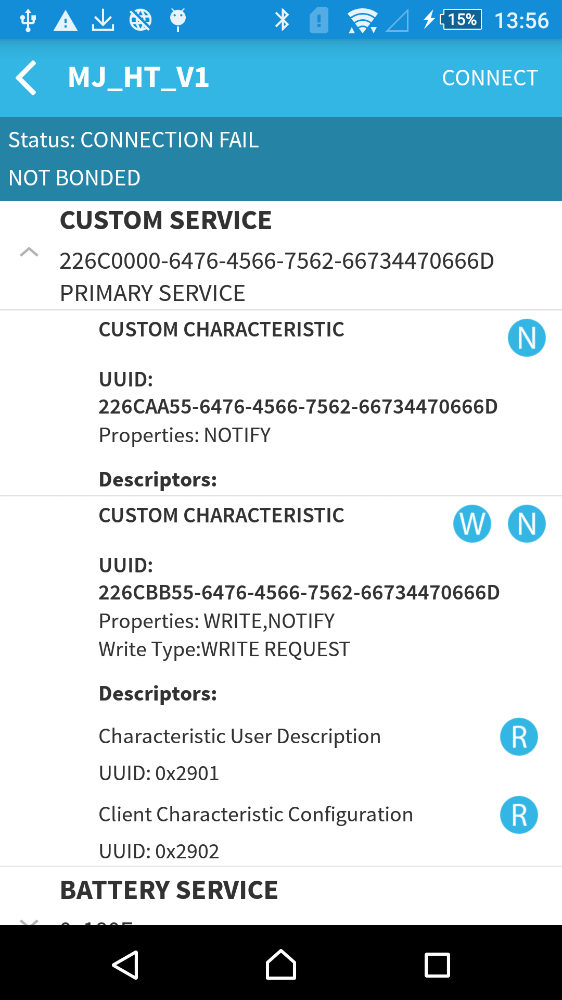 15% 13:56
MJ_HT_V1 CONNECT
Status: CONNECTION FAIL
NOT BONDED
CUSTOM SERVICE
226C0000-6476-4566-7562-66734470666D
PRIMARY SERVICE
CUSTOM CHARACTERISTIC N
UUID:
226CAA55-6476-4566-7562-66734470666D
Properties: NOTIFY
Descriptors:
CUSTOM CHARACTERISTIC W N
UUID:
226CBB55-6476-4566-7562-66734470666D
Properties: WRITE,NOTIFY
Write Type:WRITE REQUEST
Descriptors:
Characteristic User Description R
UUID: 0x2901
Client Characteristic Configuration R
UUID: 0x2902
BATTERY SERVICE